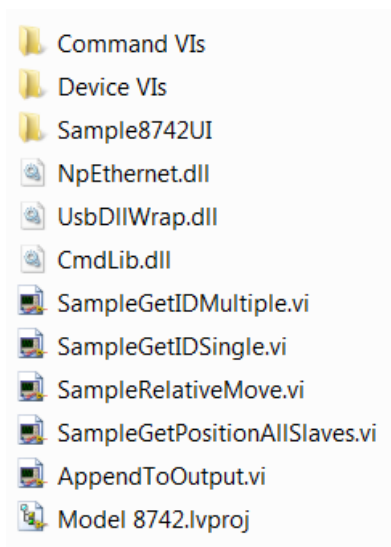 Command VIs
Device VIs
Sample8742UI
NpEthernet.dll
UsbDllWrap.dll
CmdLib.dll
SampleGetIDMultiple.vi
SampleGetIDSingle.vi
SampleRelativeMove.vi
SampleGetPositionAllSlaves.vi
AppendToOutput.vi
Model 8742.lvproj